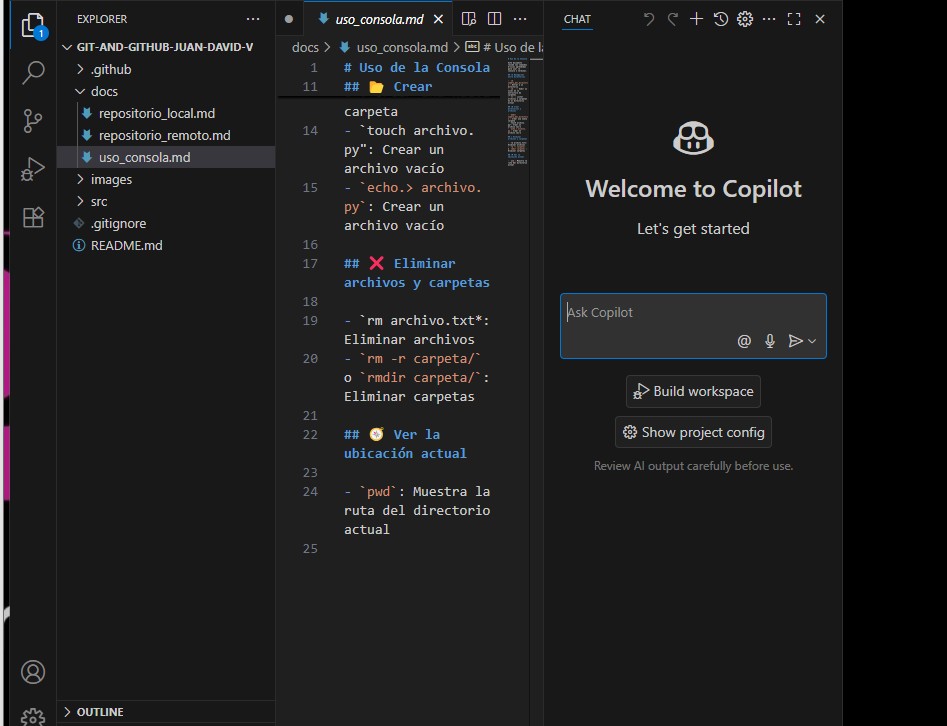 EXPLORER
GIT-AND-GITHUB-JUAN-DAVID-V
.github
docs
repositorio_local.md
repositorio_remoto.md
uso_consola.md
images
src
.gitignore
README.md
OUTLINE
1
uso_consola.md
docs > uso_consola.md > # Uso de la
1 # Uso de la Consola
11 ## 📂 Crear
carpeta
14 - `touch archivo.
py": Crear un
archivo vacío
15 - `echo.> archivo.
py`: Crear un
archivo vacío
16
17 ## ❌ Eliminar
archivos y carpetas
18
19 - `rm archivo.txt*:
Eliminar archivos
20 - `rm -r carpeta/`
o `rmdir carpeta/`:
Eliminar carpetas
21
22 ## 🧭 Ver la
ubicación actual
23
24 - `pwd`: Muestra la
ruta del directorio
actual
25
CHAT
Welcome to Copilot
Let's get started
Ask Copilot
@
Build workspace
Show project config
Review AI output carefully before use.